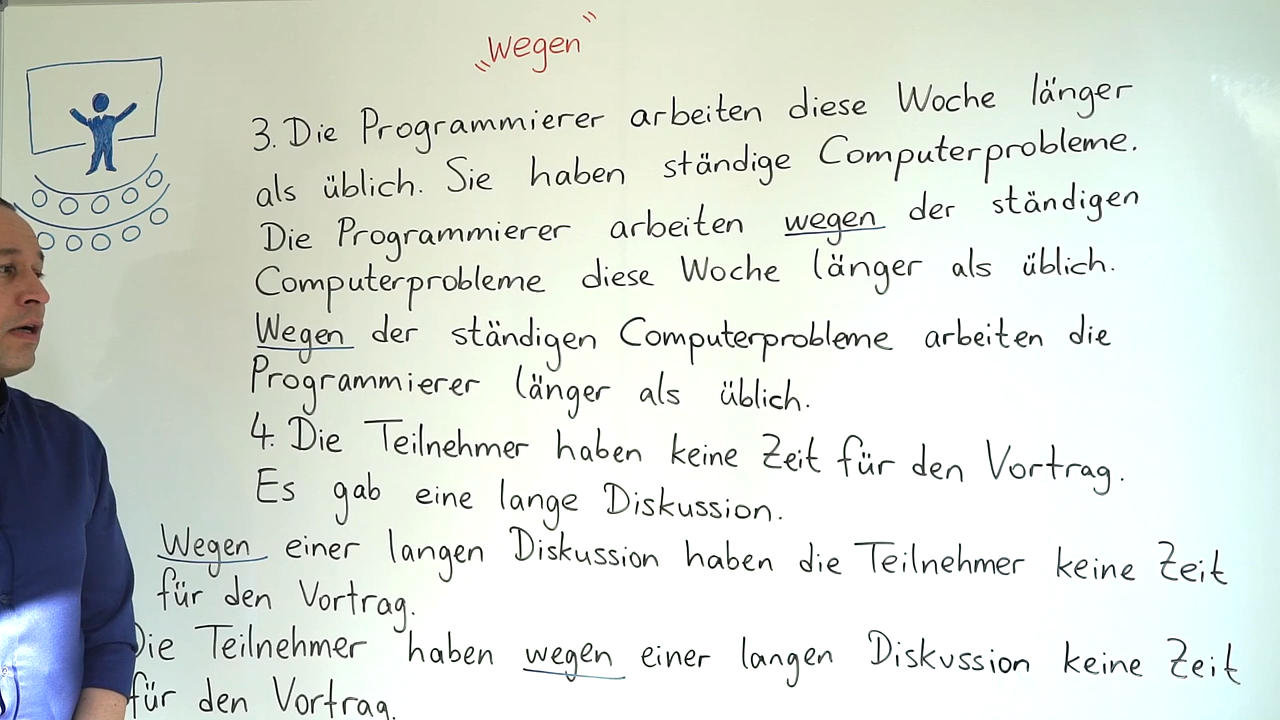 „Wegen”
3. Die Programmierer arbeiten diese Woche länger
als üblich. Sie haben ständige Computerprobleme.
Die Programmierer arbeiten wegen der ständigen
Computerprobleme diese Woche länger als üblich.
Wegen der ständigen Computerprobleme arbeiten die
Programmierer länger als üblich.
4. Die Teilnehmer haben keine Zeit für den Vortrag.
Es gab eine lange Diskussion.
Wegen einer langen Diskussion haben die Teilnehmer keine Zeit
für den Vortrag.
Die Teilnehmer haben wegen einer langen Diskussion keine Zeit
für den Vortrag.